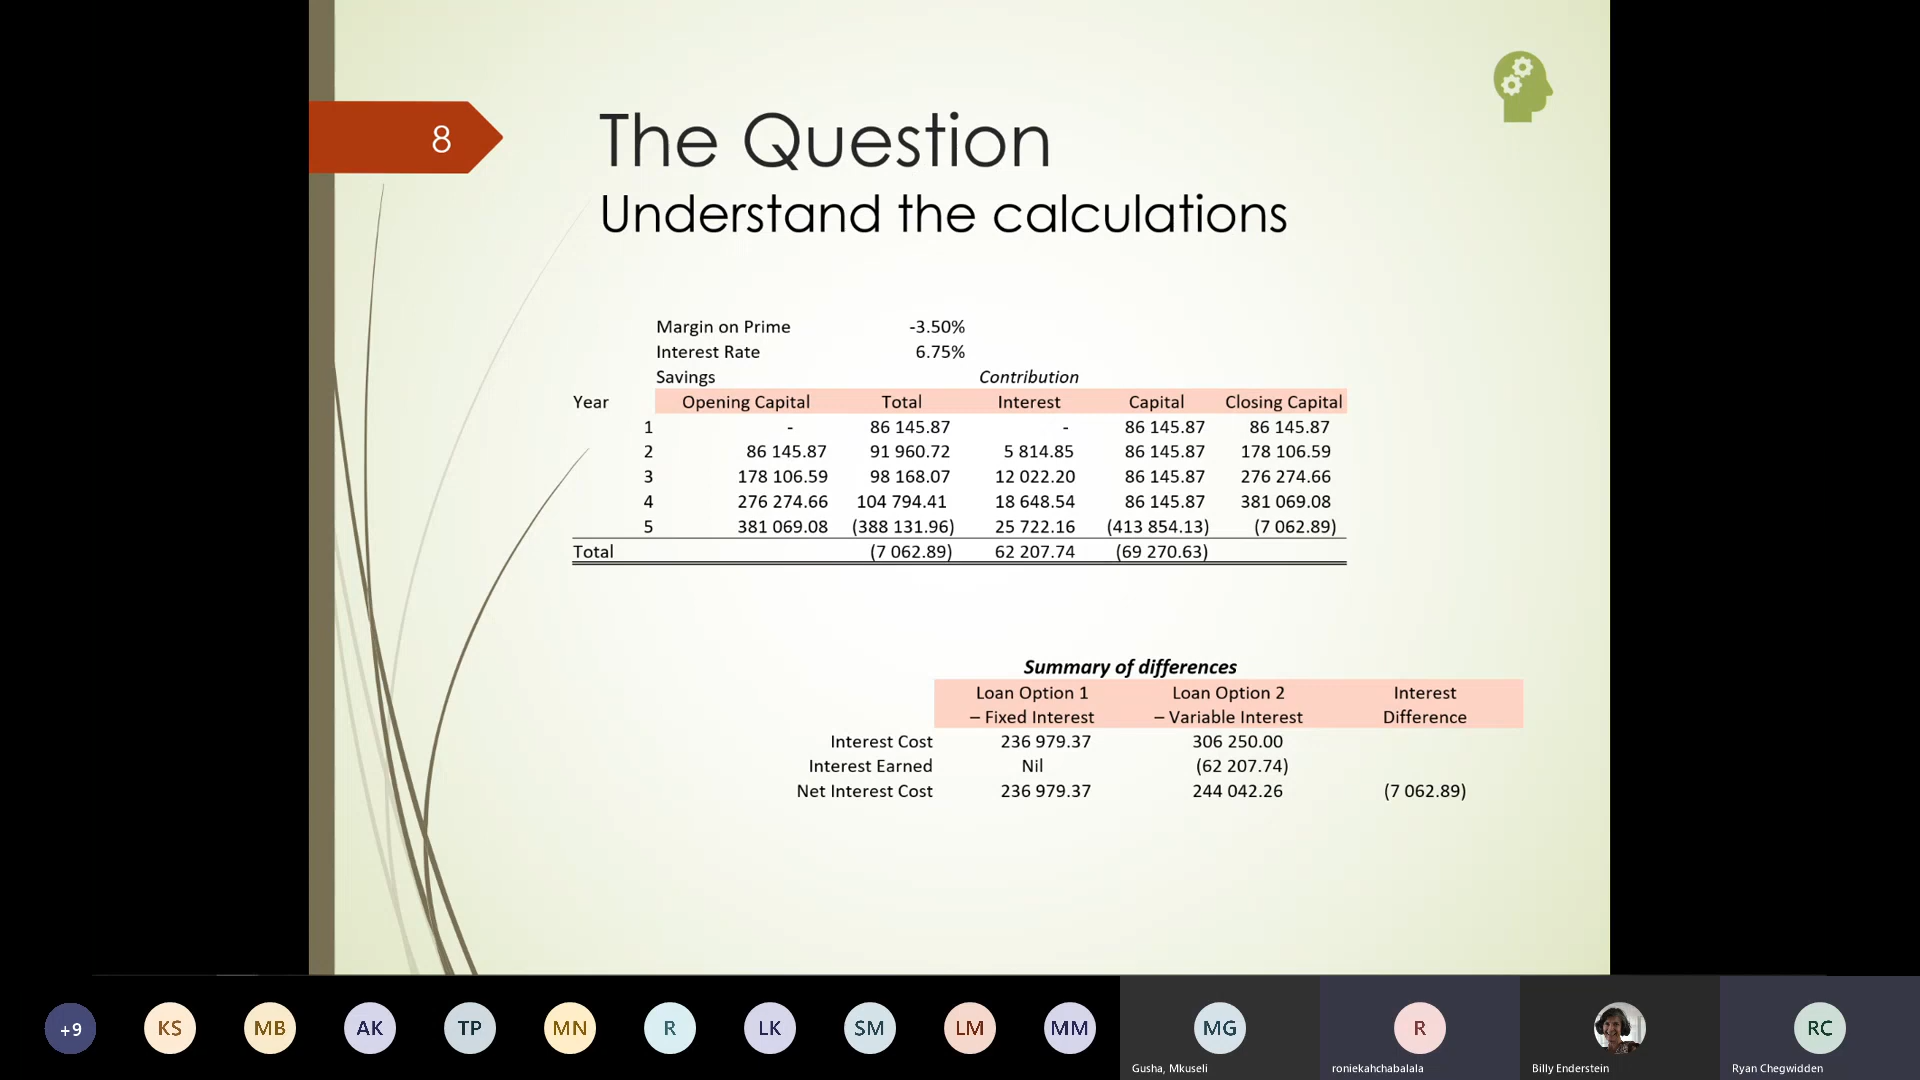 8
The Question
Understand the calculations
Margin on Prime -3.50%
Interest Rate 6.75%
Savings Contribution
Year Opening Capital Total Interest Capital Closing Capital
1 - 86 145.87 - 86 145.87 86 145.87
2 86 145.87 91 960.72 5 814.85 86 145.87 178 106.59
3 178 106.59 98 168.07 12 022.20 86 145.87 276 274.66
4 276 274.66 104 794.41 18 648.54 86 145.87 381 069.08
5 381 069.08 (388 131.96) 25 722.16 (413 854.13) (7 062.89)
Total (7 062.89) 62 207.74 (69 270.63)
Summary of differences
Loan Option 1 Loan Option 2 Interest
– Fixed Interest – Variable Interest Difference
Interest Cost 236 979.37 306 250.00
Interest Earned Nil (62 207.74)
Net Interest Cost 236 979.37 244 042.26 (7 062.89)
+9 KS MB AK TP MN R LK SM LM MM MG R RC
Gusha, Mkuseli roniekahchabalala Billy Enderstein Ryan Chegwidden